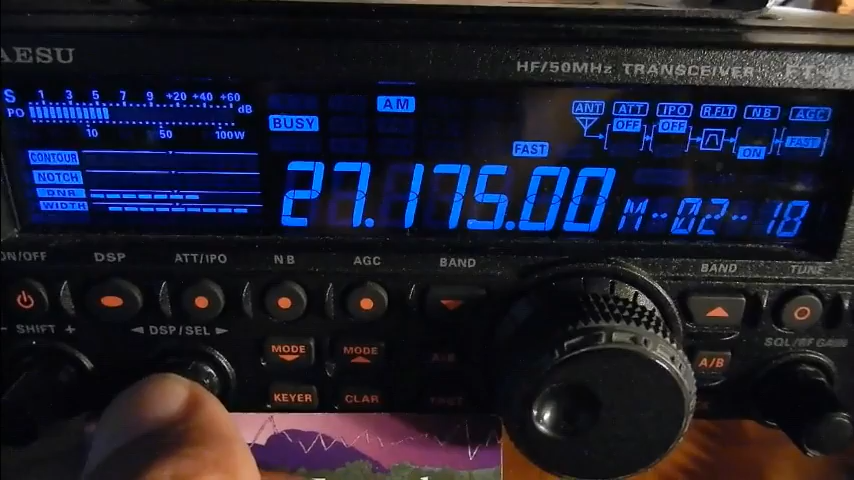 AESU
HF/50MHz TRANSCEIVER FT-45
S 1 3 5 7 9 +20 +40 +60 dB
PO 10 50 100W
BUSY
AM
FAST
ANT ATT IPO R.FLT NB AGC
OFF OFF ON FAST
CONTOUR
NOTCH
DNR
WIDTH
27.175.00 M-02-18
ON/OFF DSP ATT/IPO NB AGC BAND BAND TUNE
- SHIFT + DSP/SEL SQL/RF GAIN
MODE MODE A=B A/B
KEYER CLAR